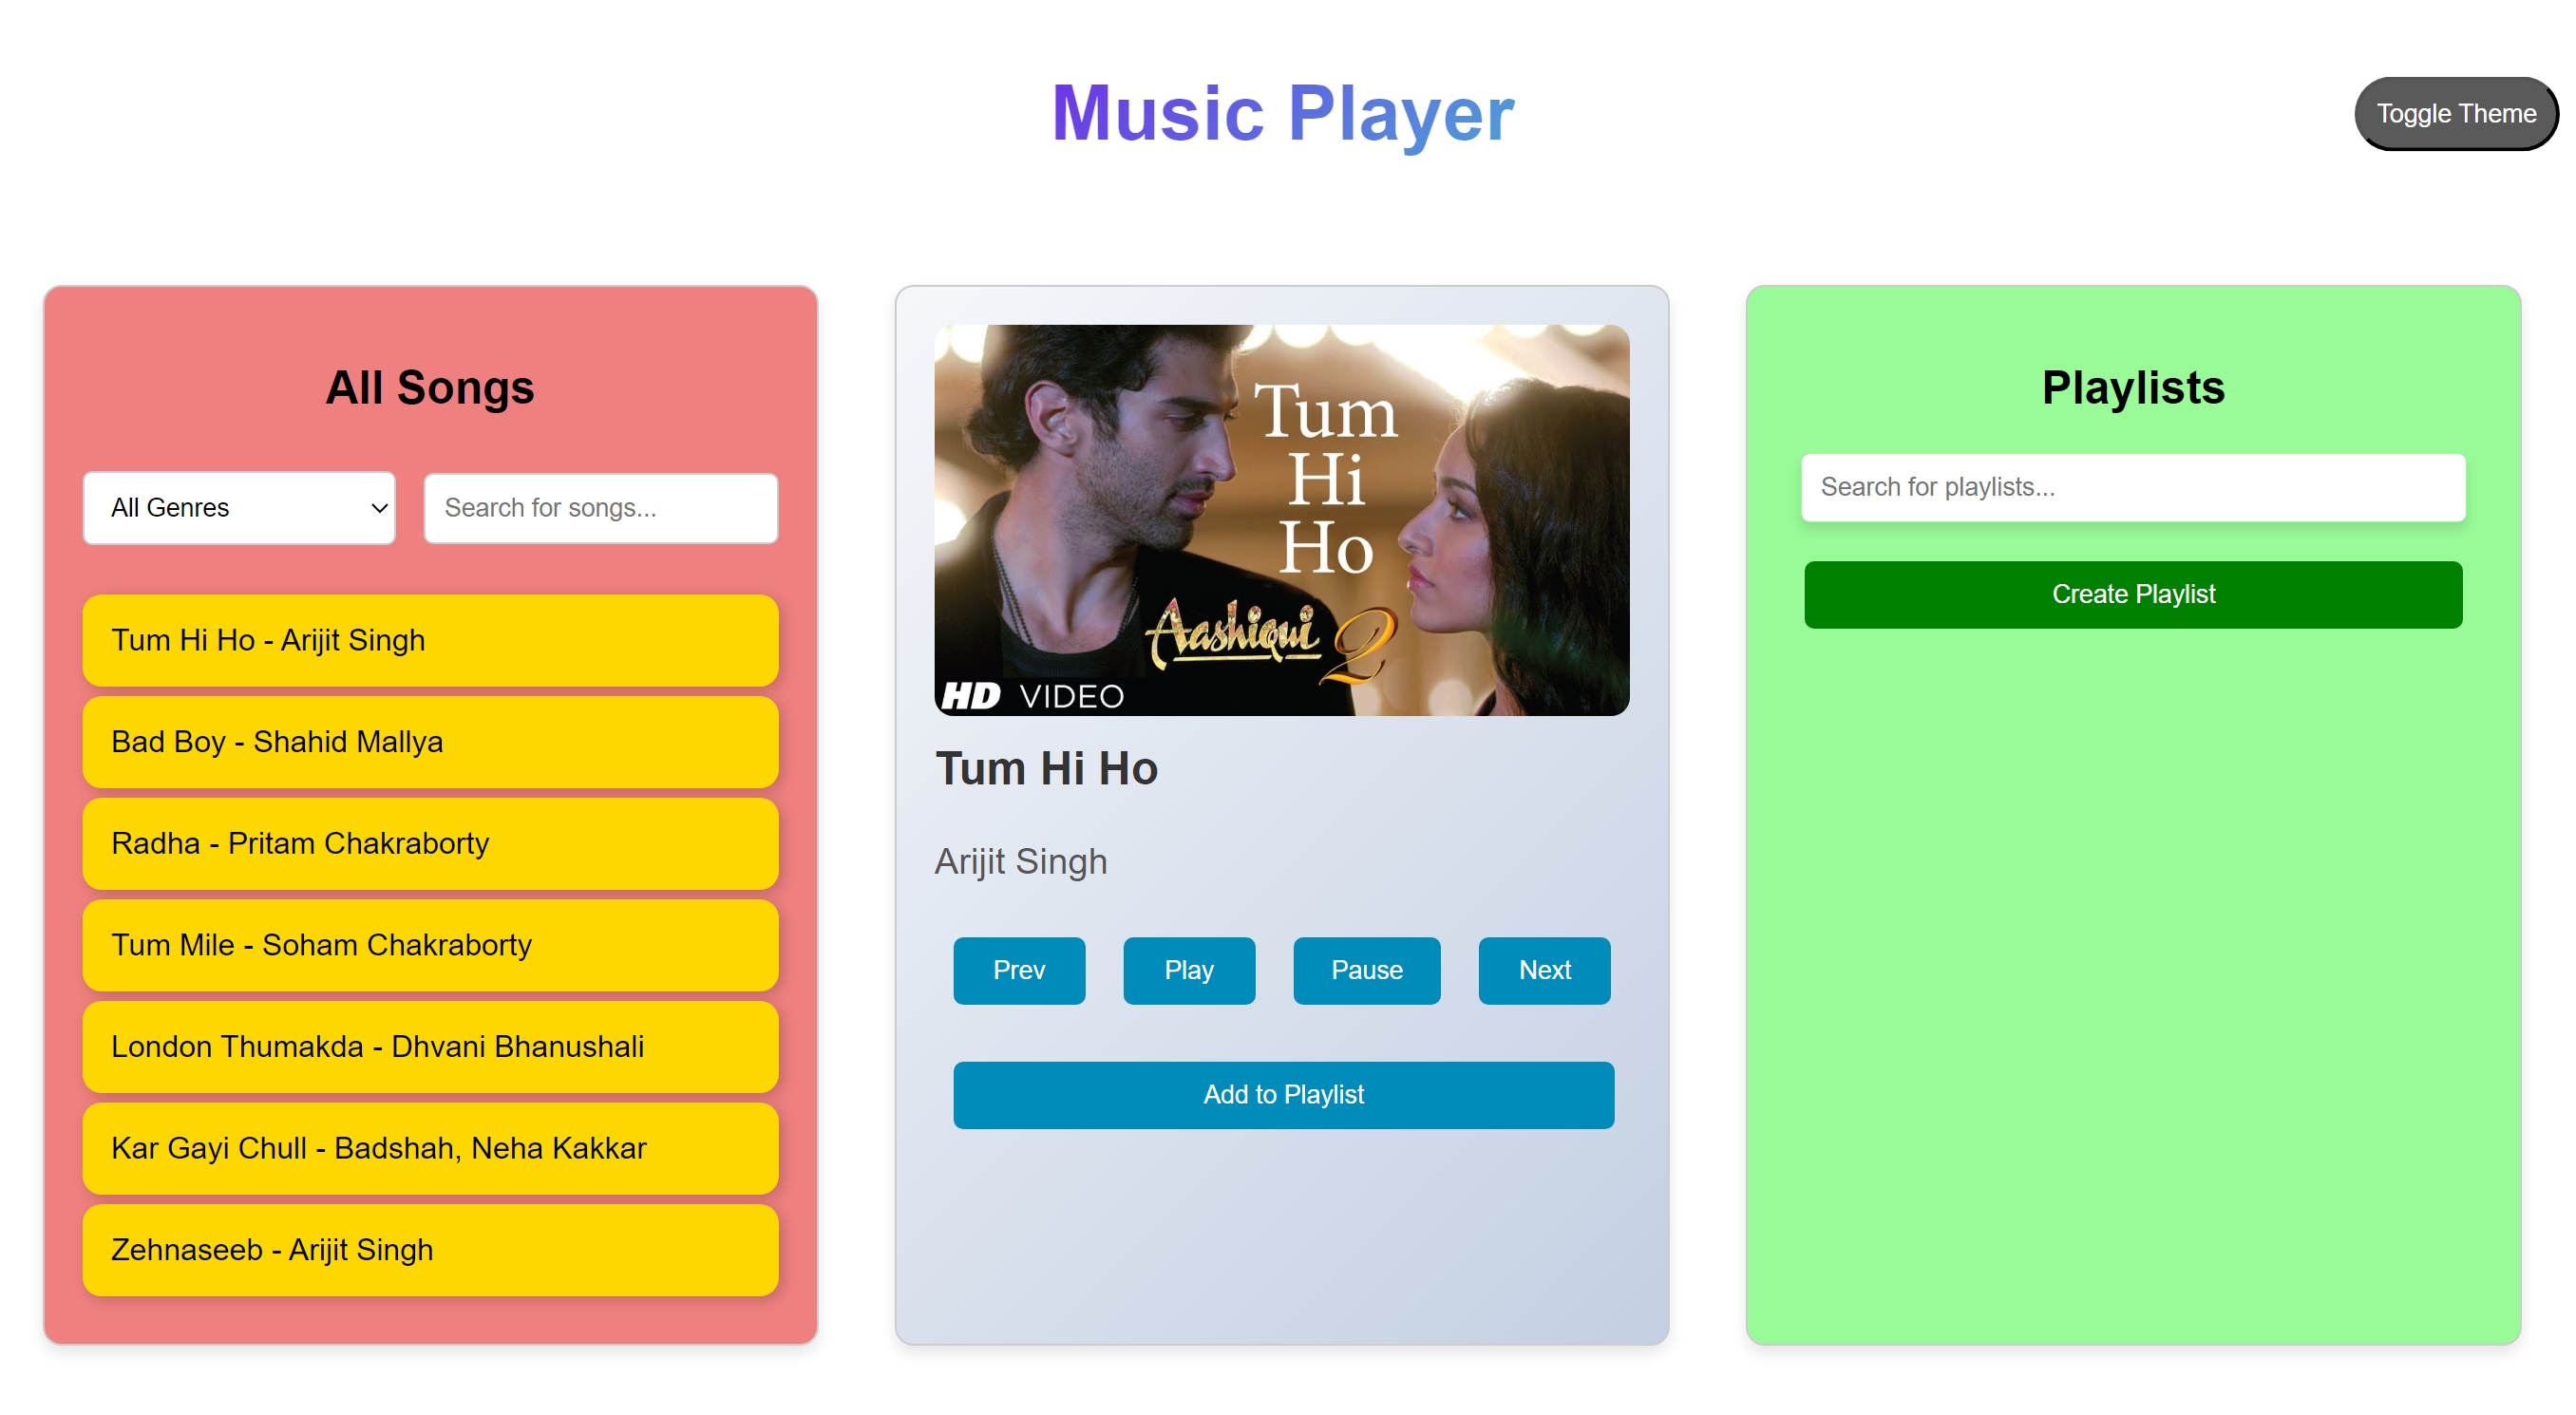 Music Player
Toggle Theme
All Songs
All Genres
Search for songs...
Tum Hi Ho - Arijit Singh
Bad Boy - Shahid Mallya
Radha - Pritam Chakraborty
Tum Mile - Soham Chakraborty
London Thumakda - Dhvani Bhanushali
Kar Gayi Chull - Badshah, Neha Kakkar
Zehnaseeb - Arijit Singh
Tum
Hi
Ho
Aashiqui 2
HD VIDEO
Tum Hi Ho
Arijit Singh
Prev
Play
Pause
Next
Add to Playlist
Playlists
Search for playlists...
Create Playlist